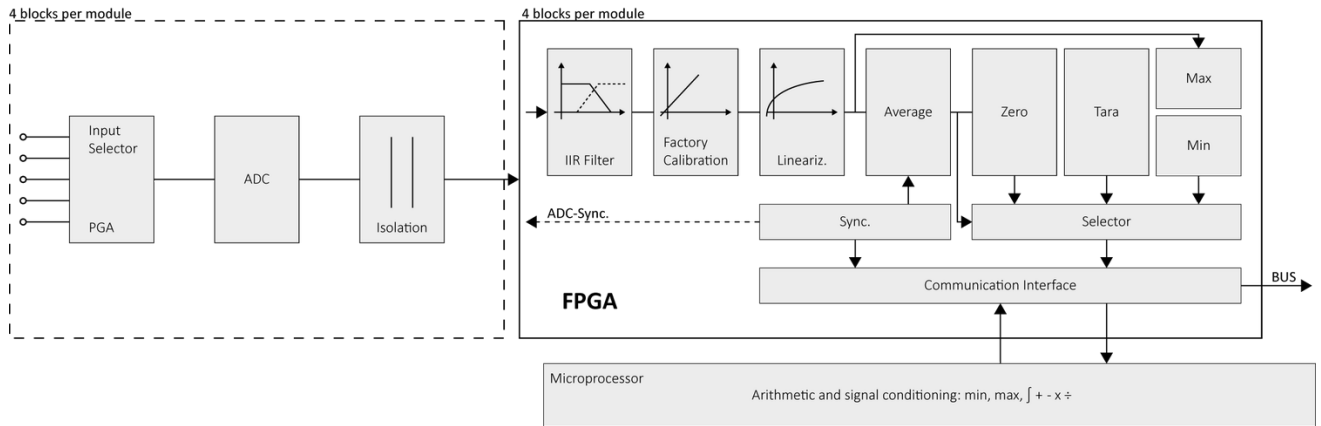 4 blocks per module
Input
Selector
PGA
ADC
Isolation
4 blocks per module
IIR Filter
Factory
Calibration
Lineariz.
Average
Zero
Tara
Max
Min
ADC-Sync.
Sync.
Selector
Communication Interface
BUS
FPGA
Microprocessor
Arithmetic and signal conditioning: min, max, ∫ + - x ÷